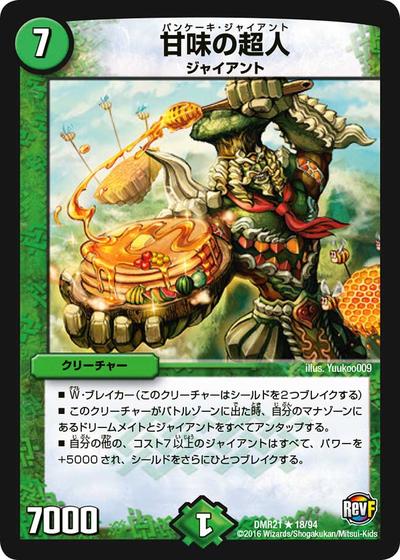 7
パンケーキ・ジャイアント
甘味の超人
ジャイアント
クリーチャー
illus. Yuukoo009
■W・ブレイカー(このクリーチャーはシールドを2つブレイクする)
■このクリーチャーがバトルゾーンに出た時、自分のマナゾーンに
あるドリームメイトとジャイアントをすべてアンタップする。
■自分の他の、コスト7以上のジャイアントはすべて、パワーを
+5000され、シールドをさらにひとつブレイクする。
7000
1
RevF
DMR21 ★ 18/94
©2016 Wizards/Shogakukan/Mitsui-Kids